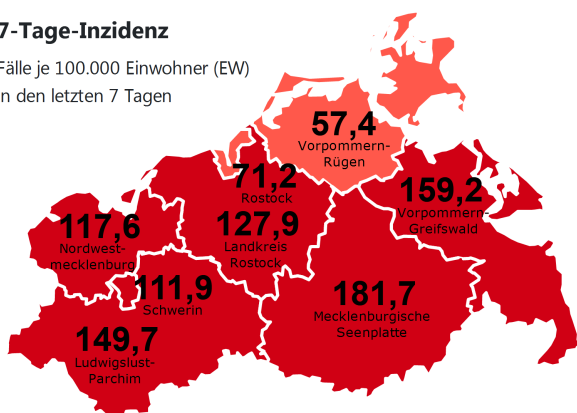 7-Tage-Inzidenz
Fälle je 100.000 Einwohner (EW)
in den letzten 7 Tagen
57,4
Vorpommern-
Rügen
71,2
Rostock
159,2
Vorpommern-
Greifswald
117,6
Nordwest-
mecklenburg
127,9
Landkreis
Rostock
111,9
Schwerin
181,7
Mecklenburgische
Seenplatte
149,7
Ludwigslust-
Parchim